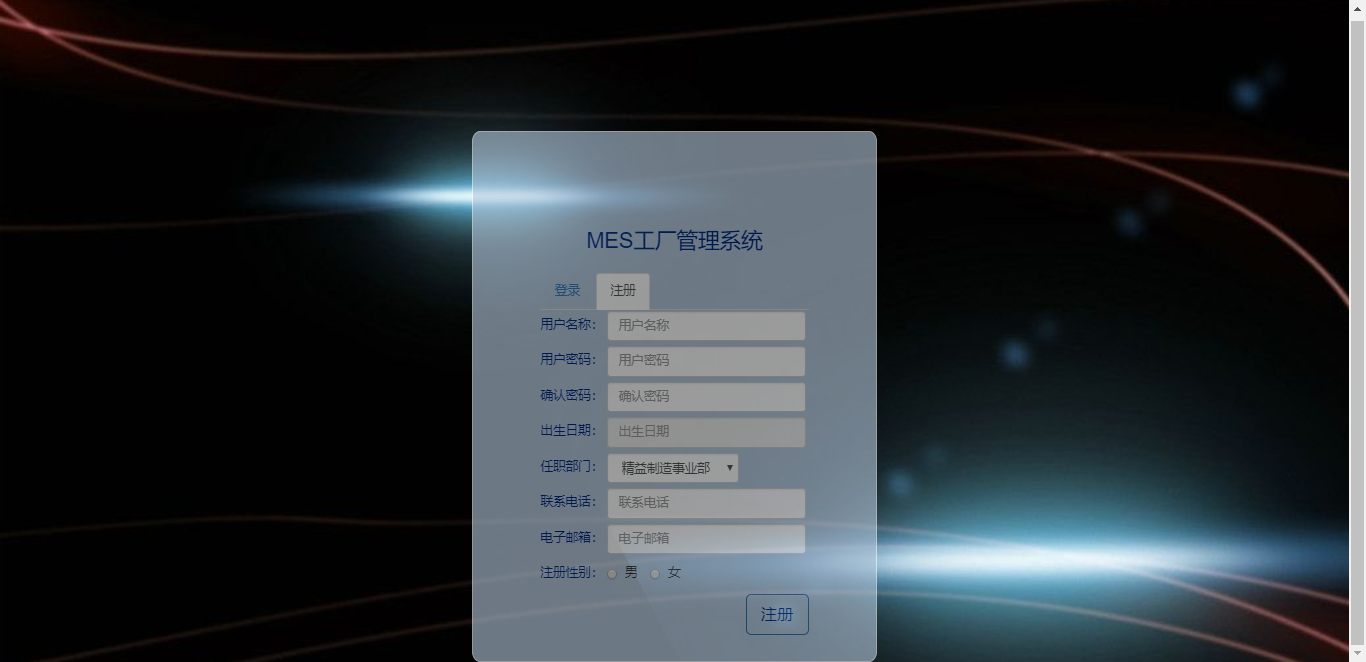 MES工厂管理系统
登录 注册
用户名称： 用户名称
用户密码： 用户密码
确认密码： 确认密码
出生日期： 出生日期
任职部门： 精益制造事业部
联系电话： 联系电话
电子邮箱： 电子邮箱
注册性别： 男 女
注册